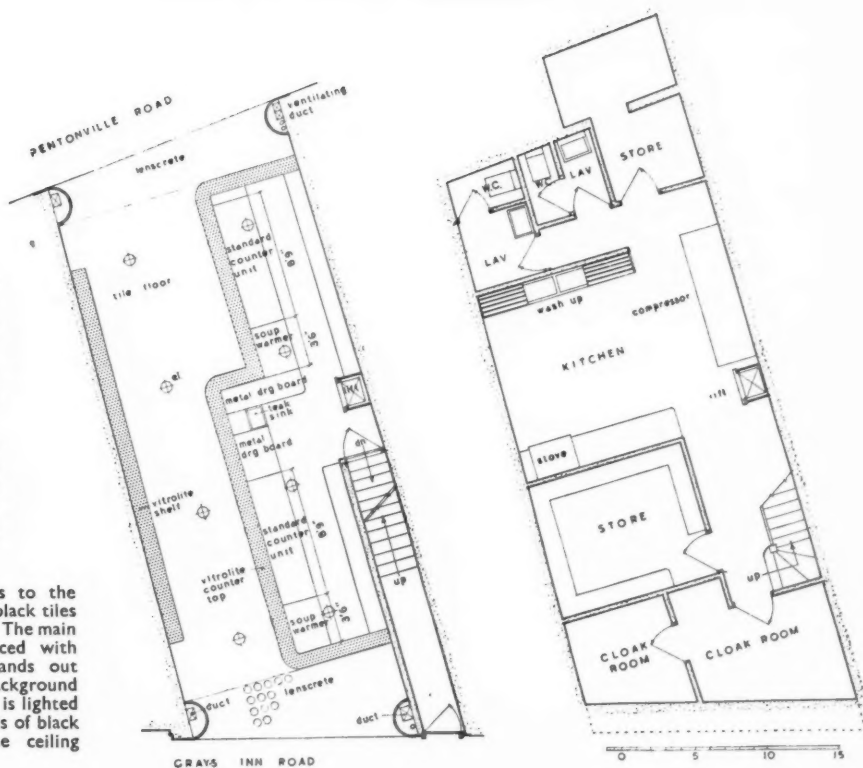 PENTONVILLE ROAD
ventilating
duct
lenscrete
standard
counter
unit
6'9
tile floor
soup
warmer
3'9
el
metal drg board
teak
sink
lift
metal
drg board
dn
vitrolite
shelf
standard
counter
unit
6'9
up
vitrolite
counter
top
soup
warmer
duct
lenscrete
duct
GRAYS INN ROAD
W.C.
W.C.
LAV
STORE
LAV
wash up
compressor
KITCHEN
lift
stove
STORE
up
CLOAK
ROOM
CLOAK ROOM
0 5 10 15
s to the
black tiles
The main
ced with
ands out
ckground
is lighted
s of black
e ceiling